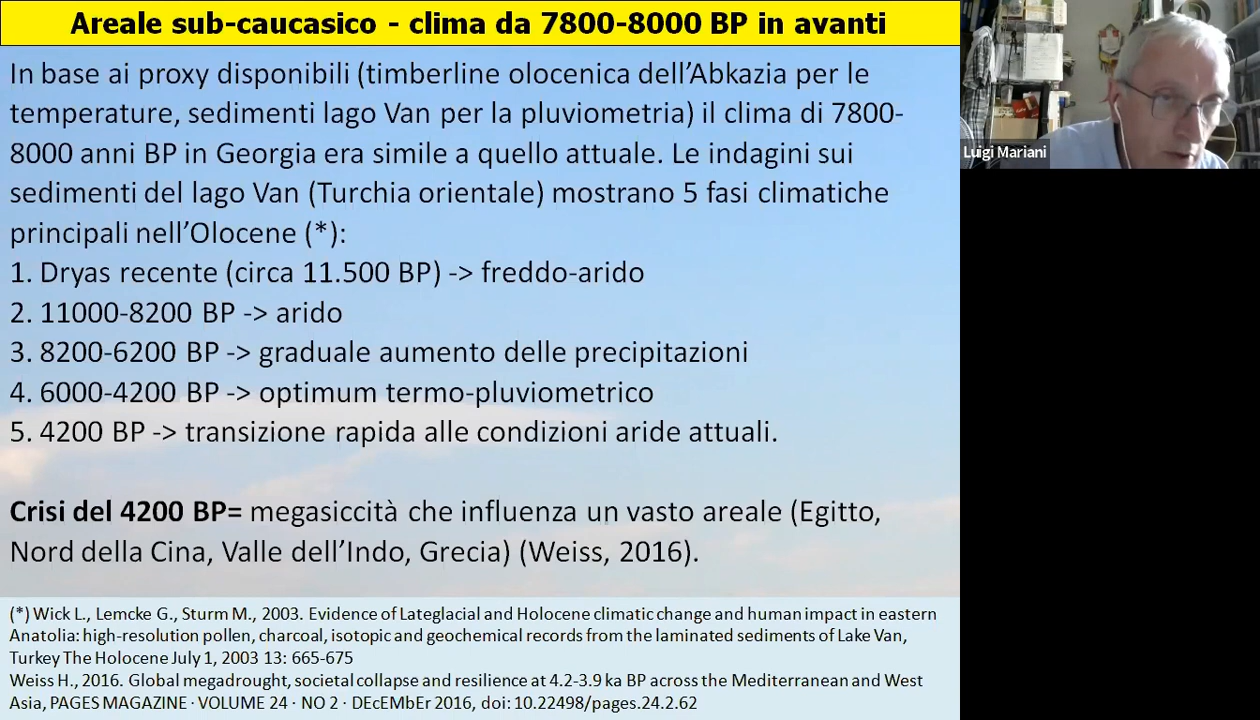 Areale sub-caucasico - clima da 7800-8000 BP in avanti
In base ai proxy disponibili (timberline olocenica dell'Abkazia per le
temperature, sedimenti lago Van per la pluviometria) il clima di 7800-
8000 anni BP in Georgia era simile a quello attuale. Le indagini sui
sedimenti del lago Van (Turchia orientale) mostrano 5 fasi climatiche
principali nell'Olocene (*):
1. Dryas recente (circa 11.500 BP) -> freddo-arido
2. 11000-8200 BP -> arido
3. 8200-6200 BP -> graduale aumento delle precipitazioni
4. 6000-4200 BP -> optimum termo-pluviometrico
5. 4200 BP -> transizione rapida alle condizioni aride attuali.
Crisi del 4200 BP= megasiccità che influenza un vasto areale (Egitto,
Nord della Cina, Valle dell'Indo, Grecia) (Weiss, 2016).
(*) Wick L., Lemcke G., Sturm M., 2003. Evidence of Lateglacial and Holocene climatic change and human impact in eastern
Anatolia: high-resolution pollen, charcoal, isotopic and geochemical records from the laminated sediments of Lake Van,
Turkey The Holocene July 1, 2003 13: 665-675
Weiss H., 2016. Global megadrought, societal collapse and resilience at 4.2-3.9 ka BP across the Mediterranean and West
Asia, PAGES MAGAZINE · VOLUME 24 · NO 2 · DEcEMbEr 2016, doi: 10.22498/pages.24.2.62
Luigi Mariani